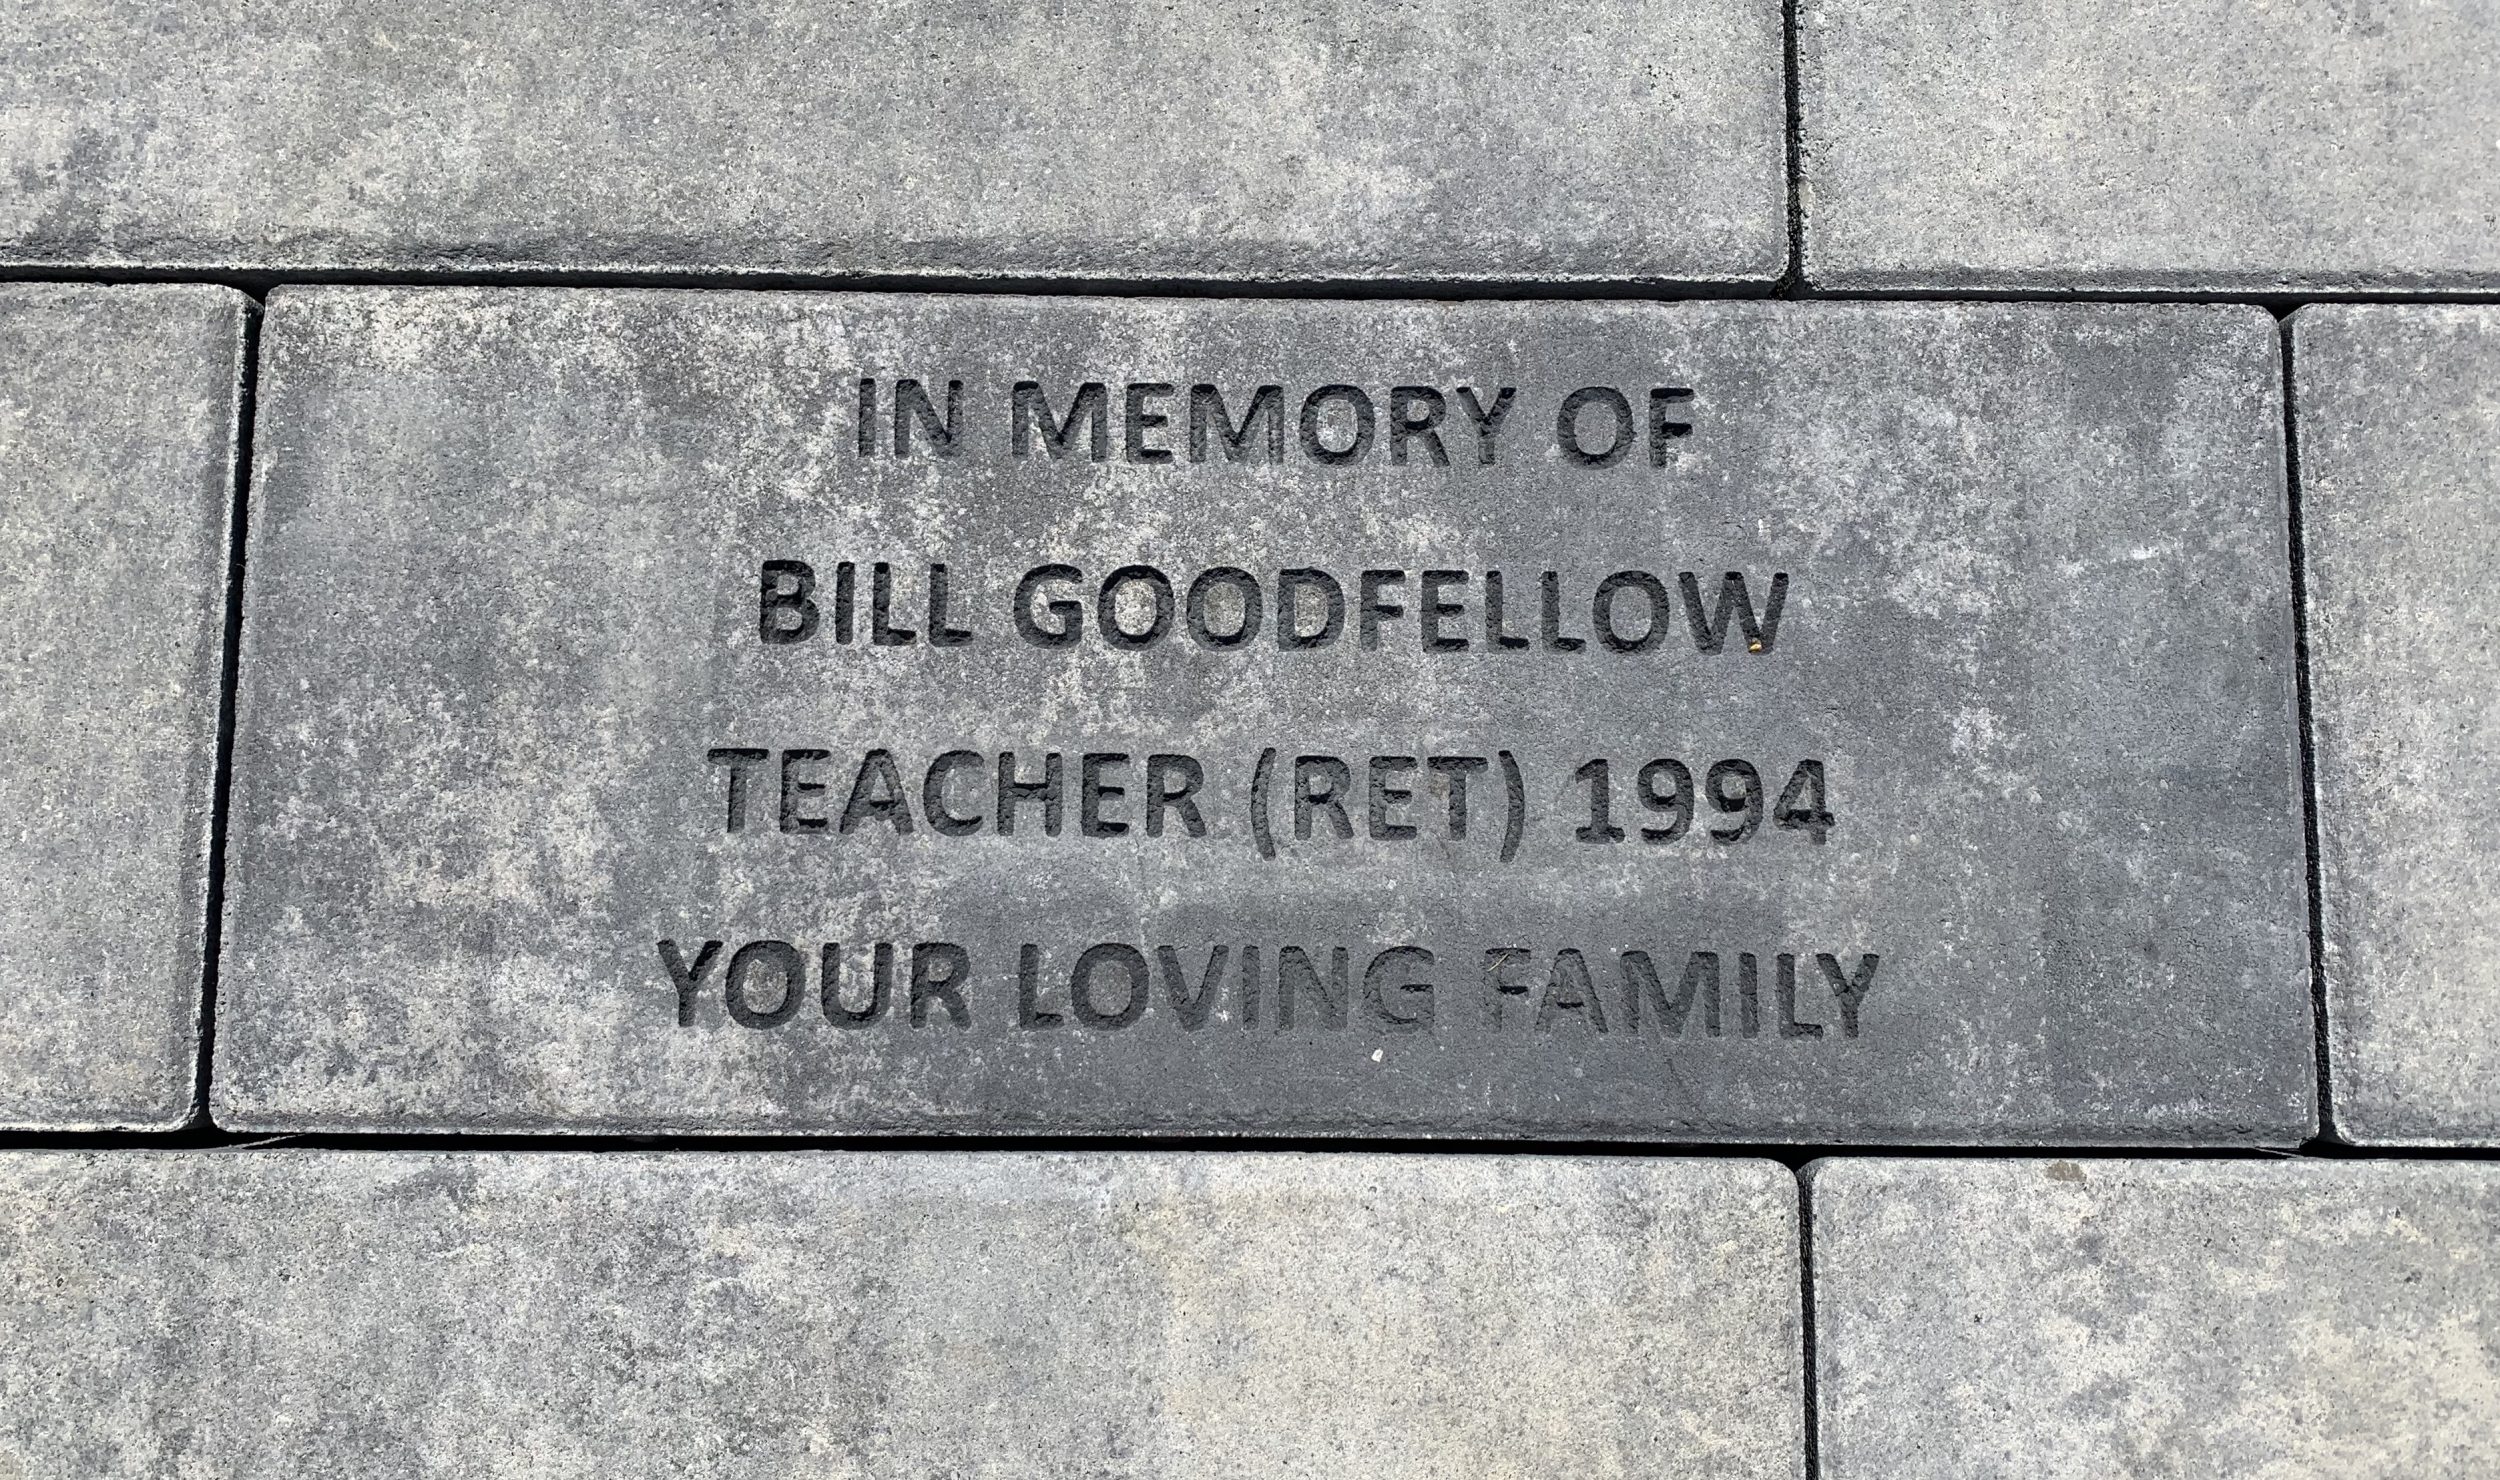 IN MEMORY OF
BILL GOODFELLOW
TEACHER (RET) 1994
YOUR LOVING FAMILY